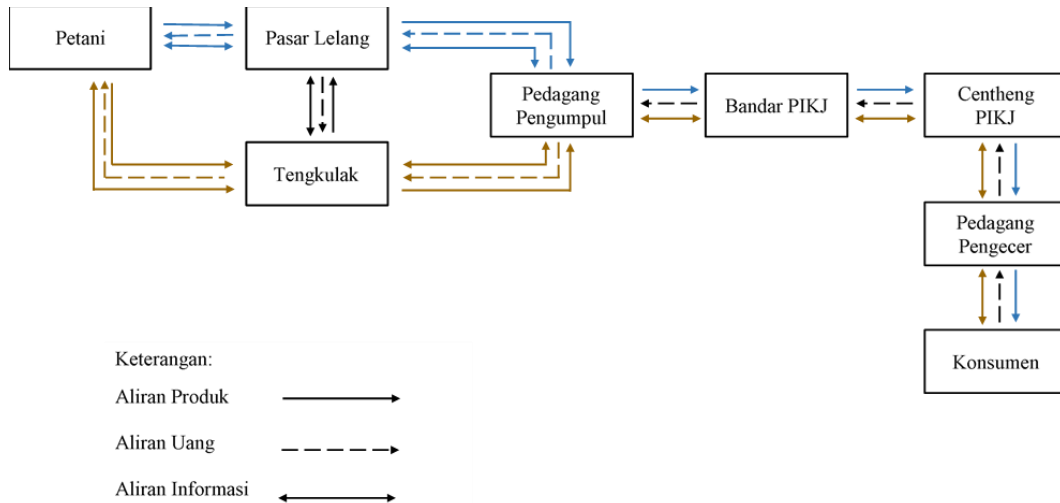 Petani
Pasar Lelang
Pedagang
Pengumpul
Bandar PIKJ
Centheng
PIKJ
Tengkulak
Pedagang
Pengecer
Konsumen
Keterangan:
Aliran Produk
Aliran Uang
Aliran Informasi